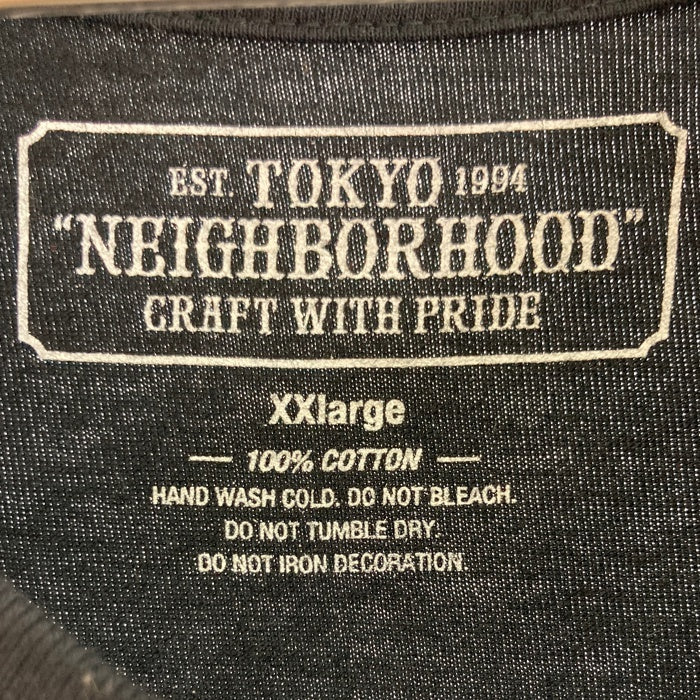 EST. TOKYO 1994
"NEIGHBORHOOD"
CRAFT WITH PRIDE
XXlarge
— 100% COTTON —
HAND WASH COLD. DO NOT BLEACH.
DO NOT TUMBLE DRY.
DO NOT IRON DECORATION.